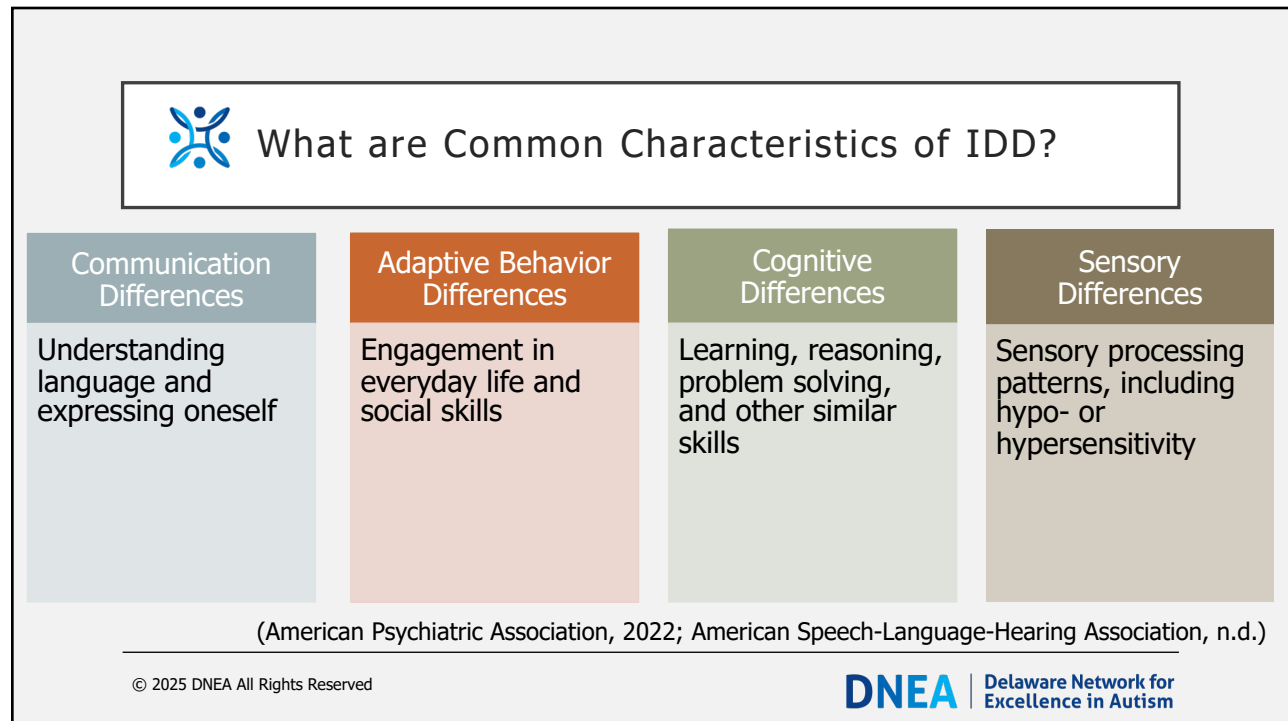 What are Common Characteristics of IDD?
Communication
Differences
Understanding
language and
expressing oneself
Adaptive Behavior
Differences
Engagement in
everyday life and
social skills
Cognitive
Differences
Learning, reasoning,
problem solving,
and other similar
skills
Sensory
Differences
Sensory processing
patterns, including
hypo- or
hypersensitivity
(American Psychiatric Association, 2022; American Speech-Language-Hearing Association, n.d.)
© 2025 DNEA All Rights Reserved
DNEA
Delaware Network for
Excellence in Autism